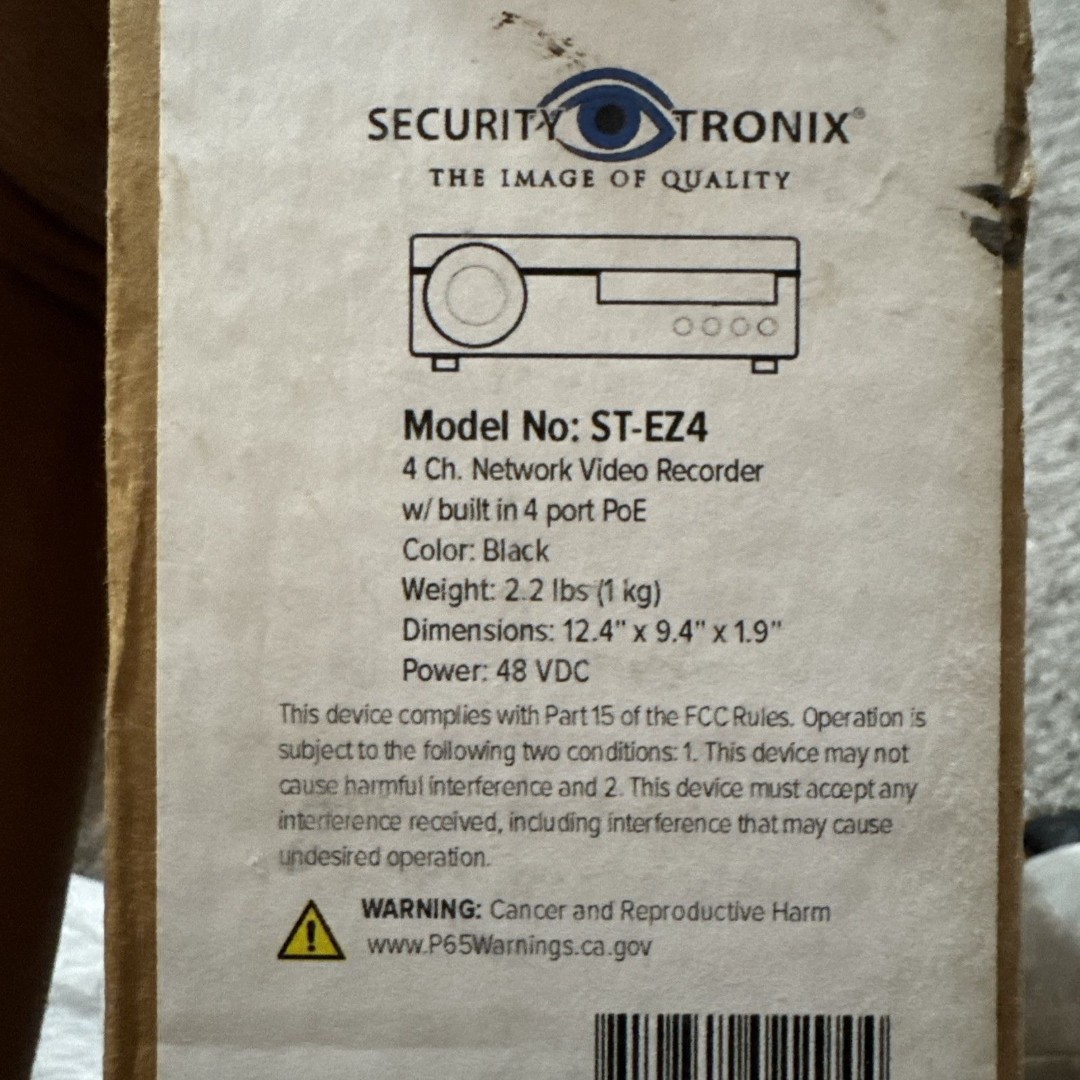 SECURITY TRONIX®
THE IMAGE OF QUALITY
Model No: ST-EZ4
4 Ch. Network Video Recorder
w/ built in 4 port PoE
Color: Black
Weight: 2.2 lbs (1 kg)
Dimensions: 12.4" x 9.4" x 1.9"
Power: 48 VDC
This device complies with Part 15 of the FCC Rules. Operation is
subject to the following two conditions: 1. This device may not
cause harmful interference and 2. This device must accept any
interference received, including interference that may cause
undesired operation.
WARNING: Cancer and Reproductive Harm
www.P65Warnings.ca.gov